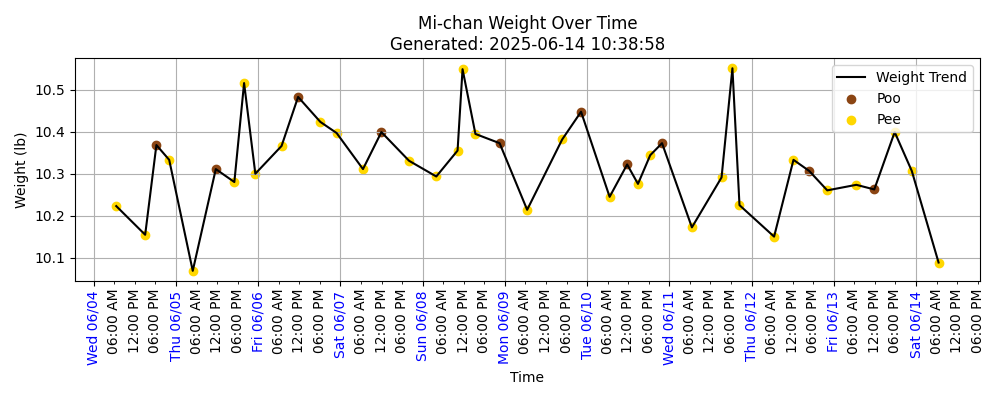 Mi-chan Weight Over Time
Generated: 2025-06-14 10:38:58
Weight (lb)
10.5
10.4
10.3
10.2
10.1
Weight Trend
Poo
Pee
Wed 06/04
06:00 AM
12:00 PM
06:00 PM
Thu 06/05
06:00 AM
12:00 PM
06:00 PM
Fri 06/06
06:00 AM
12:00 PM
06:00 PM
Sat 06/07
06:00 AM
12:00 PM
06:00 PM
Sun 06/08
06:00 AM
12:00 PM
06:00 PM
Mon 06/09
06:00 AM
12:00 PM
06:00 PM
Tue 06/10
06:00 AM
12:00 PM
06:00 PM
Wed 06/11
06:00 AM
12:00 PM
06:00 PM
Thu 06/12
06:00 AM
12:00 PM
06:00 PM
Fri 06/13
06:00 AM
12:00 PM
06:00 PM
Sat 06/14
06:00 AM
12:00 PM
06:00 PM
Time